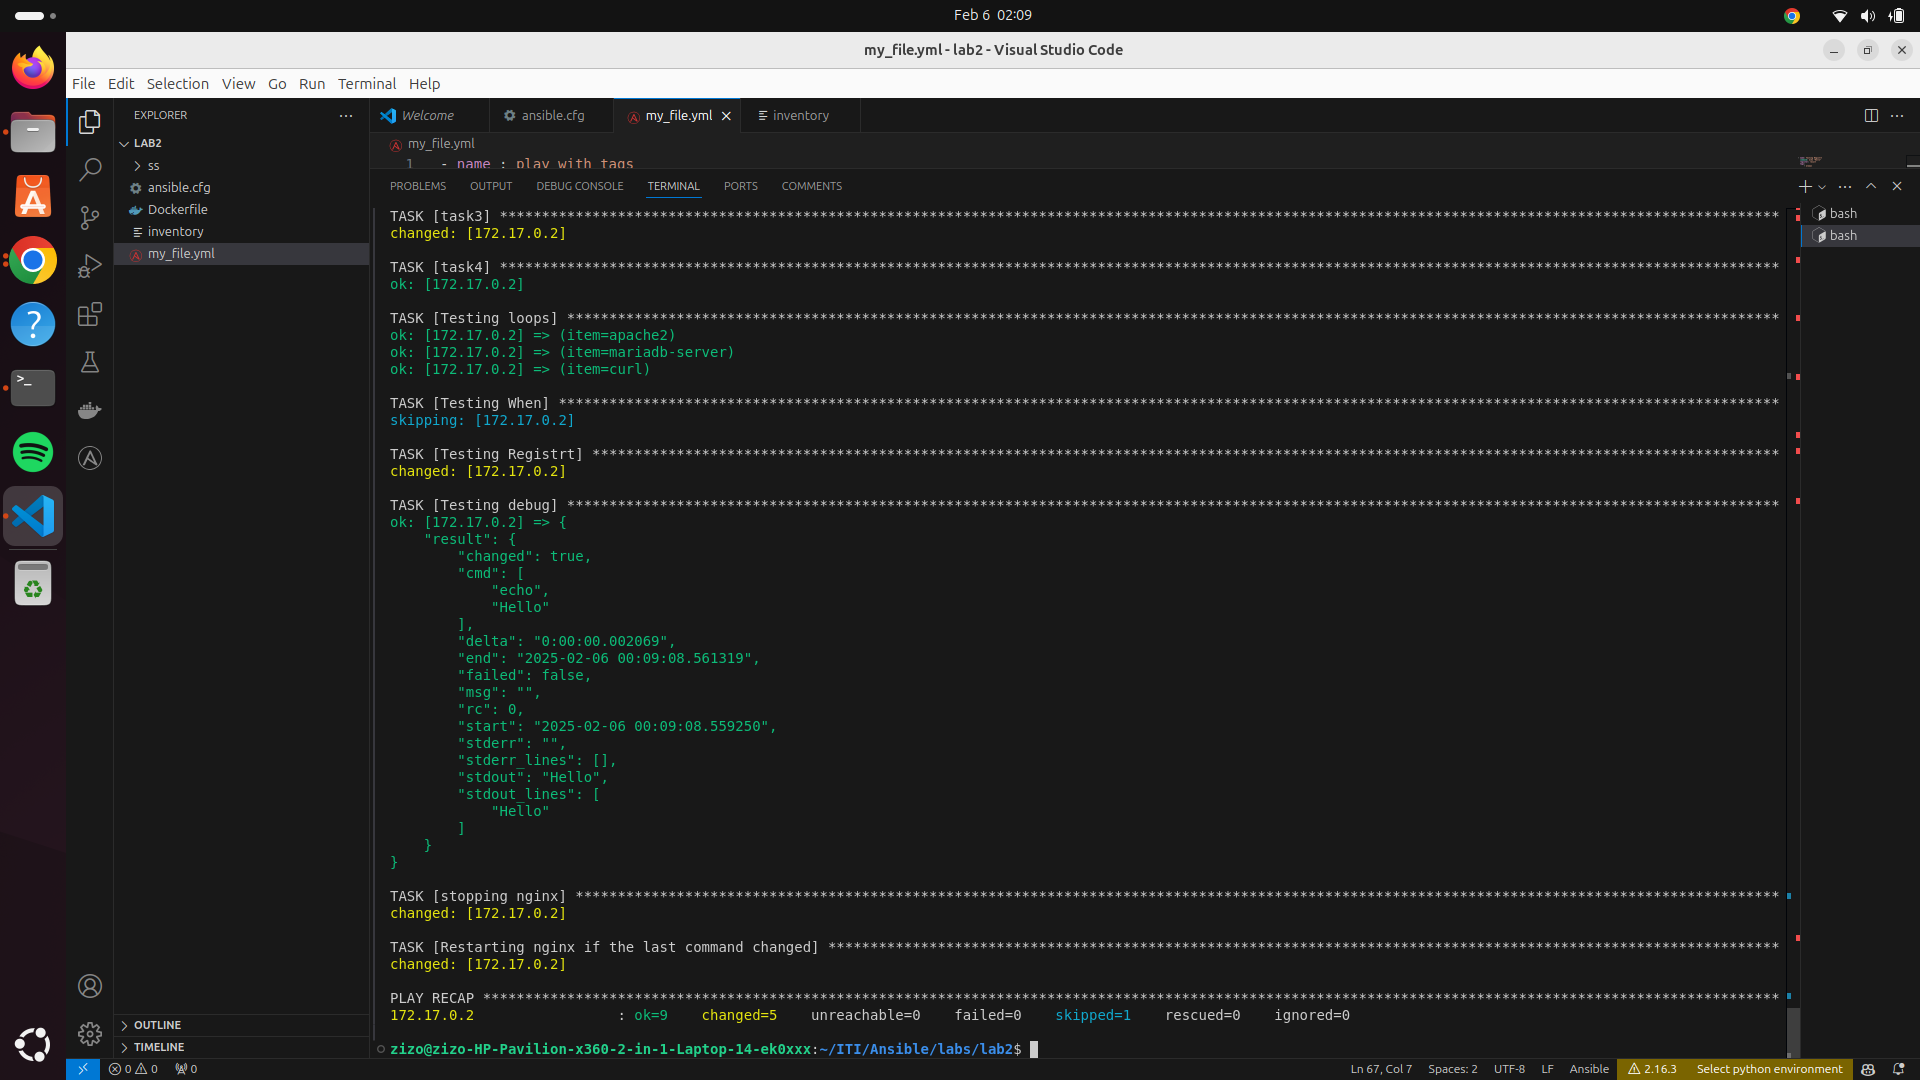 Feb 6 02:09
my_file.yml - lab2 - Visual Studio Code
File Edit Selection View Go Run Terminal Help
EXPLORER
LAB2
ss
ansible.cfg
Dockerfile
inventory
my_file.yml
Welcome
ansible.cfg
my_file.yml
inventory
my_file.yml
1 - name : play with tags
PROBLEMS OUTPUT DEBUG CONSOLE TERMINAL PORTS COMMENTS
bash
bash
TASK [task3] ****
changed: [172.17.0.2]
TASK [task4] ****
ok: [172.17.0.2]
TASK [Testing loops] ****
ok: [172.17.0.2] => (item=apache2)
ok: [172.17.0.2] => (item=mariadb-server)
ok: [172.17.0.2] => (item=curl)
TASK [Testing When] ****
skipping: [172.17.0.2]
TASK [Testing Registrt] ****
changed: [172.17.0.2]
TASK [Testing debug] ****
ok: [172.17.0.2] => {
"result": {
"changed": true,
"cmd": [
"echo",
"Hello"
],
"delta": "0:00:00.002069",
"end": "2025-02-06 00:09:08.561319",
"failed": false,
"msg": "",
"rc": 0,
"start": "2025-02-06 00:09:08.559250",
"stderr": "",
"stderr_lines": [],
"stdout": "Hello",
"stdout_lines": [
"Hello"
]
}
}
TASK [stopping nginx] ****
changed: [172.17.0.2]
TASK [Restarting nginx if the last command changed] ****
changed: [172.17.0.2]
PLAY RECAP ****
172.17.0.2 : ok=9 changed=5 unreachable=0 failed=0 skipped=1 rescued=0 ignored=0
zizo@zizo-HP-Pavilion-x360-2-in-1-Laptop-14-ek0xxx:~/ITI/Ansible/labs/lab2$
OUTLINE
TIMELINE
0 0 0
Ln 67, Col 7 Spaces: 2 UTF-8 LF Ansible 2.16.3 Select python environment